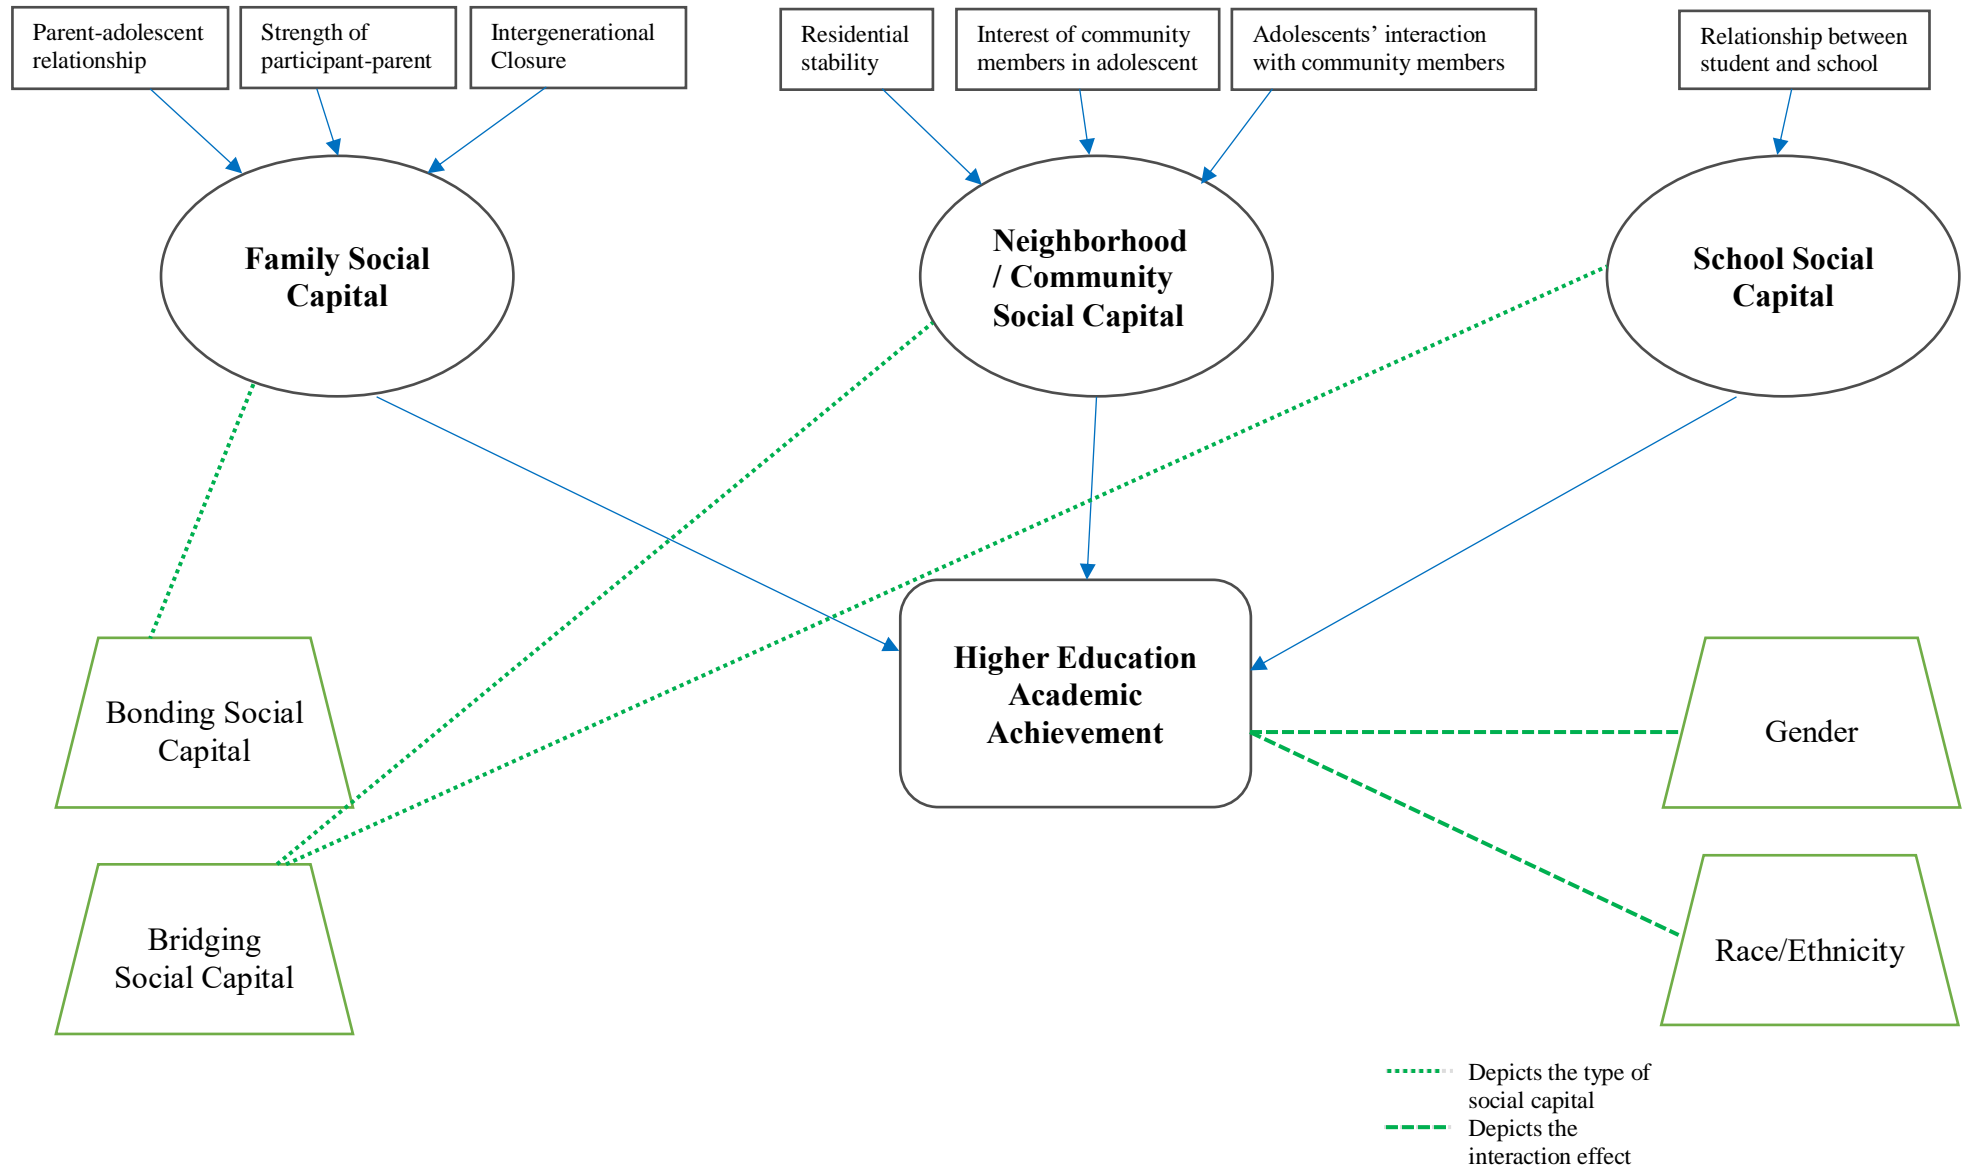 Parent-adolescent
relationship
Strength of
participant-parent
Intergenerational
Closure
Residential
stability
Interest of community
members in adolescent
Adolescents’ interaction
with community members
Relationship between
student and school
Family Social
Capital
Neighborhood
/ Community
Social Capital
School Social
Capital
Higher Education
Academic
Achievement
Bonding Social
Capital
Gender
Bridging
Social Capital
Race/Ethnicity
Depicts the type of
social capital
Depicts the
interaction effect